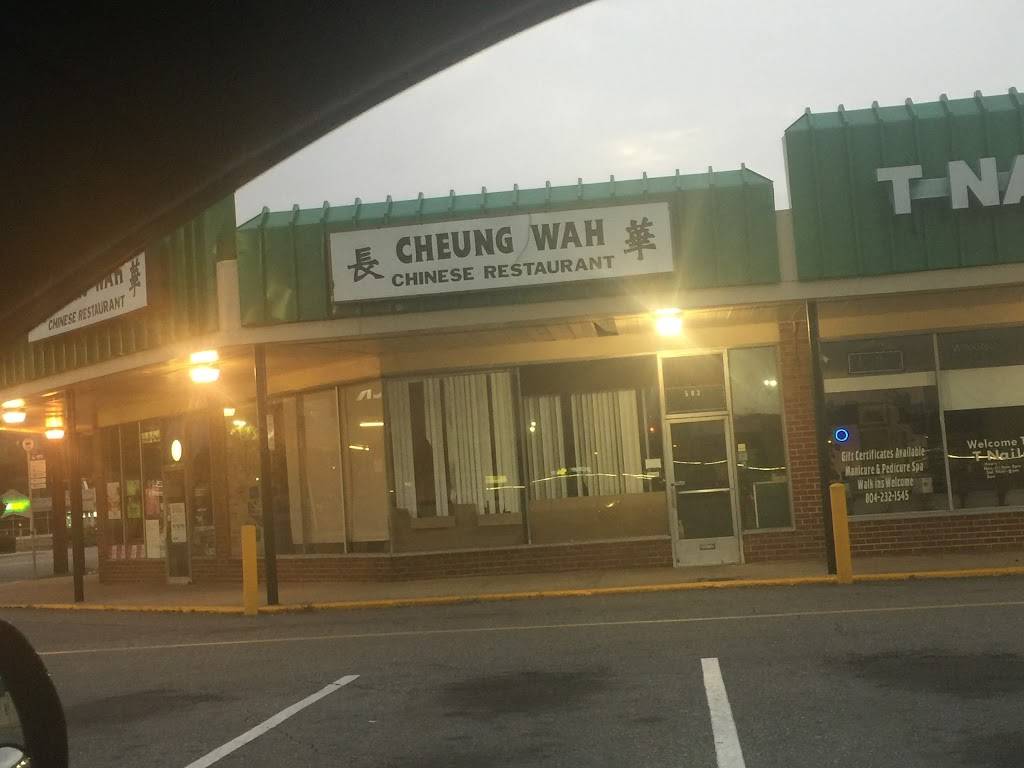 長 CHEUNG WAH 華
CHINESE RESTAURANT
WAH 華
CHINESE RESTAURANT
T-NA
503
Gift Certificates Available
Manicure & Pedicure Spa
Walk ins Welcome
804-232-1545
Welcome T
T Nail